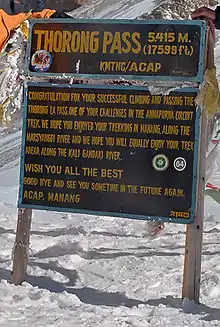 THORONG PASS 5,415 M.
(17599 ft)
KMTNC/ACAP
CONGRATULATION FOR YOUR SUCCESSFUL CLIMBING AND PASSING THE
THORONG LA PASS, ONE OF YOUR CHALLENGES IN THE ANNAPURNA CIRCUIT
TREK. WE HOPE YOU ENJOYED YOUR TREKKING IN MANANG ALONG THE
MARSYANGDI RIVER AND WE HOPE YOU WILL EQUALLY ENJOY YOUR TREK
AHEAD, ALONG THE KALI GANDAKI RIVER.
WISH YOU ALL THE BEST
GOOD BYE AND SEE YOU SOMETIME IN THE FUTURE AGAIN.
ACAP, MANANG